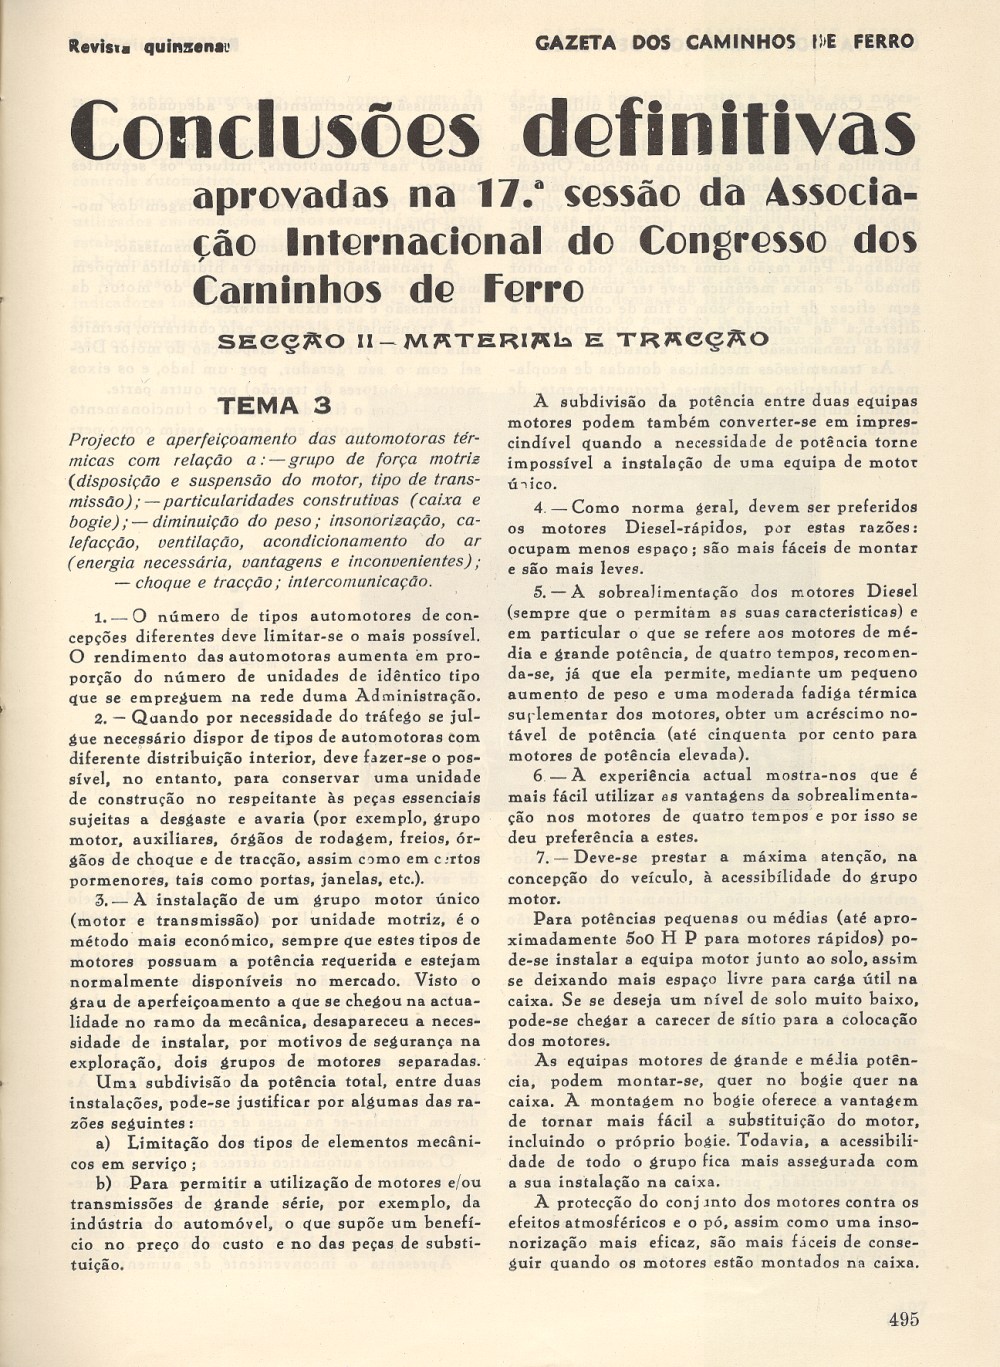 Revista quinzenal
GAZETA DOS CAMINHOS DE FERRO
Conclusões definitivas
aprovadas na 17.ª sessão da Associa-
ção Internacional do Congresso dos
Caminhos de Ferro
SECÇÃO II — MATERIAL E TRACÇÃO
TEMA 3
Projecto e aperfeiçoamento das automotoras tér-
micas com relação a: — grupo de força motriz
(disposição e suspensão do motor, tipo de trans-
missão); — particularidades construtivas (caixa e
bogie); — diminuição do peso; insonorização, ca-
lefacção, ventilação, acondicionamento do ar
(energia necessária, vantagens e inconvenientes);
— choque e tracção; intercomunicação.
1. — O número de tipos automotores de con-
cepções diferentes deve limitar-se o mais possível.
O rendimento das automotoras aumenta em pro-
porção do número de unidades de idêntico tipo
que se empreguem na rede duma Administração.
2. — Quando por necessidade do tráfego se jul-
gue necessário dispor de tipos de automotoras com
diferente distribuição interior, deve fazer-se o pos-
sível, no entanto, para conservar uma unidade
de construção no respeitante às peças essenciais
sujeitas a desgaste e avaria (por exemplo, grupo
motor, auxiliares, órgãos de rodagem, freios, ór-
gãos de choque e de tracção, assim como em certos
pormenores, tais como portas, janelas, etc.).
3. — A instalação de um grupo motor único
(motor e transmissão) por unidade motriz, é o
método mais económico, sempre que estes tipos de
motores possuam a potência requerida e estejam
normalmente disponíveis no mercado. Visto o
grau de aperfeiçoamento a que se chegou na actua-
lidade no ramo da mecânica, desapareceu a neces-
sidade de instalar, por motivos de segurança na
exploração, dois grupos de motores separadas.
Uma subdivisão da potência total, entre duas
instalações, pode-se justificar por algumas das ra-
zões seguintes:
a) Limitação dos tipos de elementos mecâni-
cos em serviço;
b) Para permitir a utilização de motores e/ou
transmissões de grande série, por exemplo, da
indústria do automóvel, o que supõe um benefí-
cio no preço do custo e no das peças de substi-
tuição.
A subdivisão da potência entre duas equipas
motores podem também converter-se em impres-
cindível quando a necessidade de potência torne
impossível a instalação de uma equipa de motor
único.
4. — Como norma geral, devem ser preferidos
os motores Diesel-rápidos, por estas razões:
ocupam menos espaço; são mais fáceis de montar
e são mais leves.
5. — A sobrealimentação dos motores Diesel
(sempre que o permitam as suas caracteristicas) e
em particular o que se refere aos motores de mé-
dia e grande potência, de quatro tempos, recomen-
da-se, já que ela permite, mediante um pequeno
aumento de peso e uma moderada fadiga térmica
suplementar dos motores, obter um acréscimo no-
tável de potência (até cinquenta por cento para
motores de potência elevada).
6 — A experiência actual mostra-nos que é
mais fácil utilizar as vantagens da sobrealimenta-
ção nos motores de quatro tempos e por isso se
deu preferência a estes.
7. — Deve-se prestar a máxima atenção, na
concepção do veículo, à acessibílidade do grupo
motor.
Para potências pequenas ou médias (até apro-
ximadamente 500 H P para motores rápidos) po-
de-se instalar a equipa motor junto ao solo, assim
se deixando mais espaço livre para carga útil na
caixa. Se se deseja um nível de solo muito baixo,
pode-se chegar a carecer de sítio para a colocação
dos motores.
As equipas motores de grande e média potên-
cia, podem montar-se, quer no bogie quer na
caixa. A montagem no bogie oferece a vantagem
de tornar mais fácil a substituição do motor,
incluindo o próprio bogie. Todavia, a acessibili-
dade de todo o grupo fica mais assegurada com
a sua instalação na caixa.
A protecção do conjunto dos motores contra os
efeitos atmosféricos e o pó, assim como uma inso-
norização mais eficaz, são mais fáceis de conse-
guir quando os motores estão montados na caixa.
495